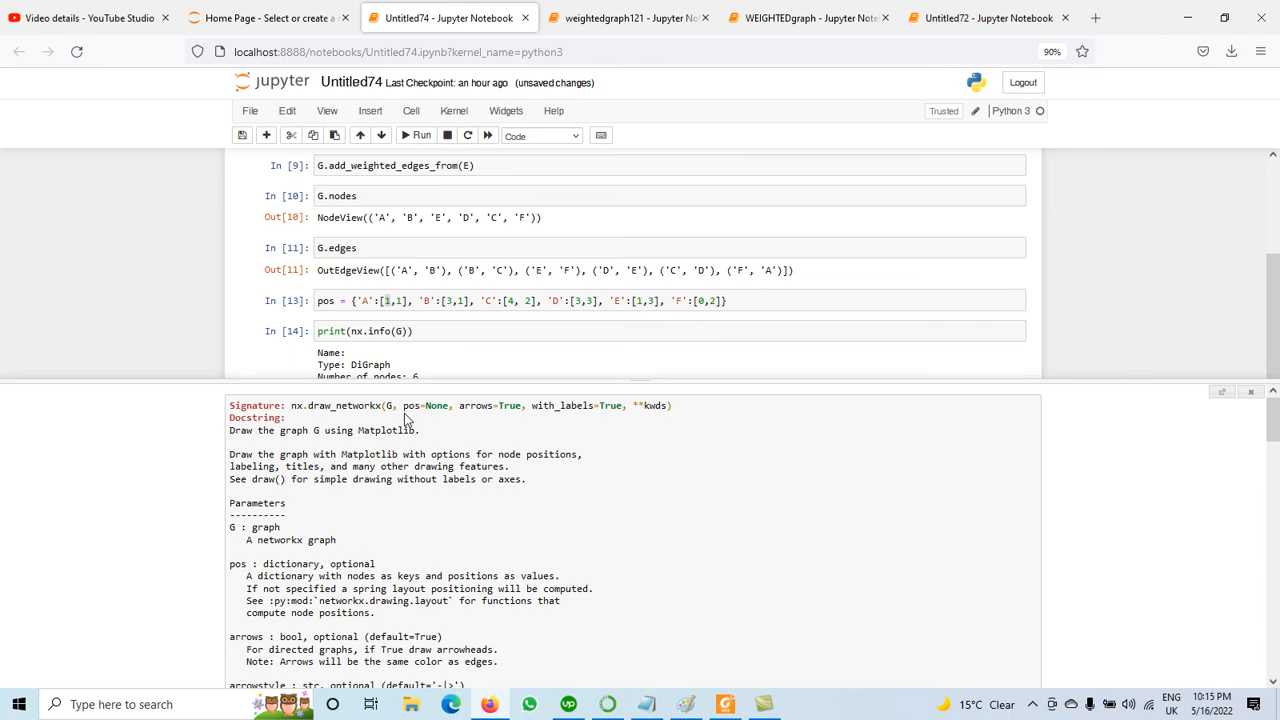 Video details - YouTube Studio
Home Page - Select or create a n
Untitled74 - Jupyter Notebook
weightedgraph121 - Jupyter No
WEIGHTEDgraph - Jupyter Noteb
Untitled72 - Jupyter Notebook
localhost:8888/notebooks/Untitled74.ipynb?kernel_name=python3
90%
jupyter Untitled74 Last Checkpoint: an hour ago (unsaved changes)
Logout
File Edit View Insert Cell Kernel Widgets Help
Trusted
Python 3
Run
Code
In [9]: G.add_weighted_edges_from(E)
In [10]: G.nodes
Out[10]: NodeView(('A', 'B', 'E', 'D', 'C', 'F'))
In [11]: G.edges
Out[11]: OutEdgeView([('A', 'B'), ('B', 'C'), ('E', 'F'), ('D', 'E'), ('C', 'D'), ('F', 'A')])
In [13]: pos = {'A':[1,1], 'B':[3,1], 'C':[4, 2], 'D':[3,3], 'E':[1,3], 'F':[0,2]}
In [14]: print(nx.info(G))
Name:
Type: DiGraph
Number of nodes: 6
Signature: nx.draw_networkx(G, pos=None, arrows=True, with_labels=True, **kwds)
Docstring:
Draw the graph G using Matplotlib.
Draw the graph with Matplotlib with options for node positions,
labeling, titles, and many other drawing features.
See draw() for simple drawing without labels or axes.
Parameters
----------
G : graph
A networkx graph
pos : dictionary, optional
A dictionary with nodes as keys and positions as values.
If not specified a spring layout positioning will be computed.
See :py:mod:`networkx.drawing.layout` for functions that
compute node positions.
arrows : bool, optional (default=True)
For directed graphs, if True draw arrowheads.
Note: Arrows will be the same color as edges.
arrowstyle : str, optional (default='-|>')
Type here to search
15°C Clear
ENG
UK
10:15 PM
5/16/2022